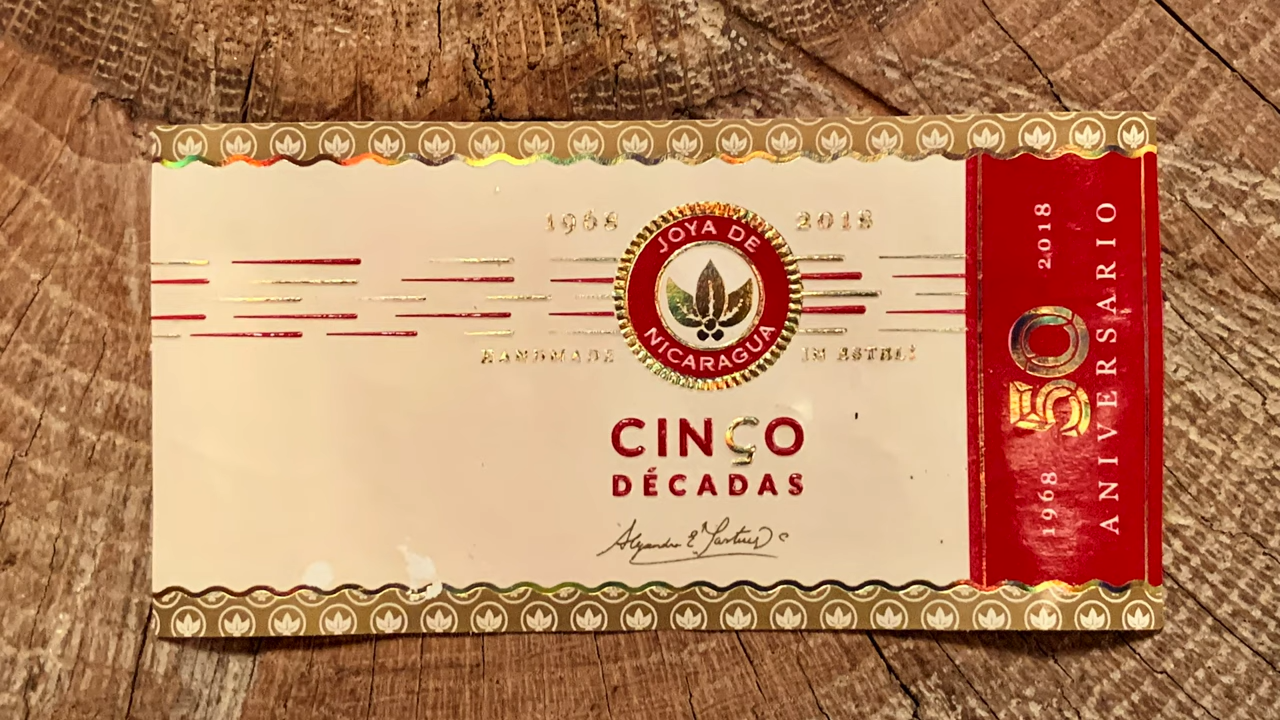 1968 2018
JOYA DE
NICARAGUA
HANDMADE IN ESTELÍ
CINÇO
DÉCADAS
1968 50 2018
ANIVERSARIO